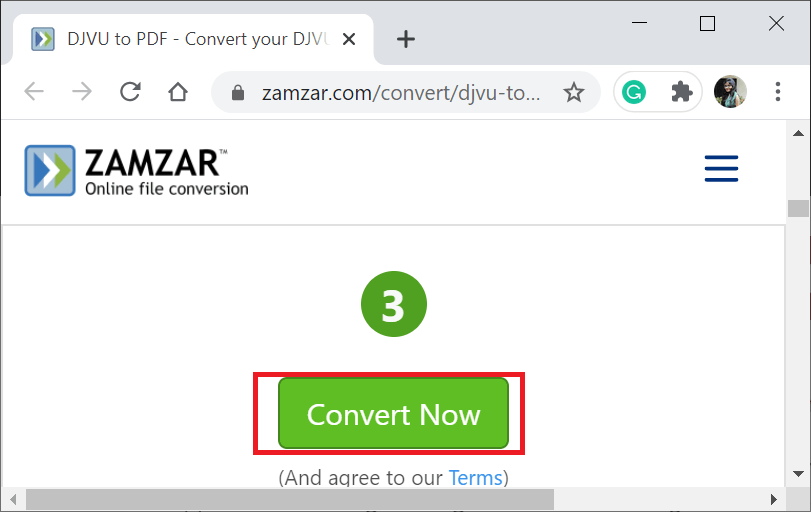 DJVU to PDF - Convert your DJVU
zamzar.com/convert/djvu-to...
ZAMZAR™
Online file conversion
3
Convert Now
(And agree to our Terms)